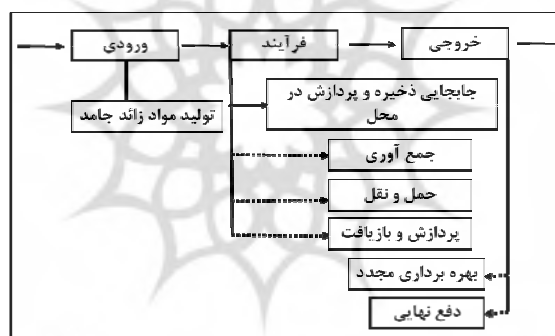 ورودی
فرآیند
خروجی
تولید مواد زائد جامد
جابجایی ذخیره و پردازش در
محل
جمع آوری
حمل و نقل
پردازش و بازیافت
بهره برداری مجدد
دفع نهایی